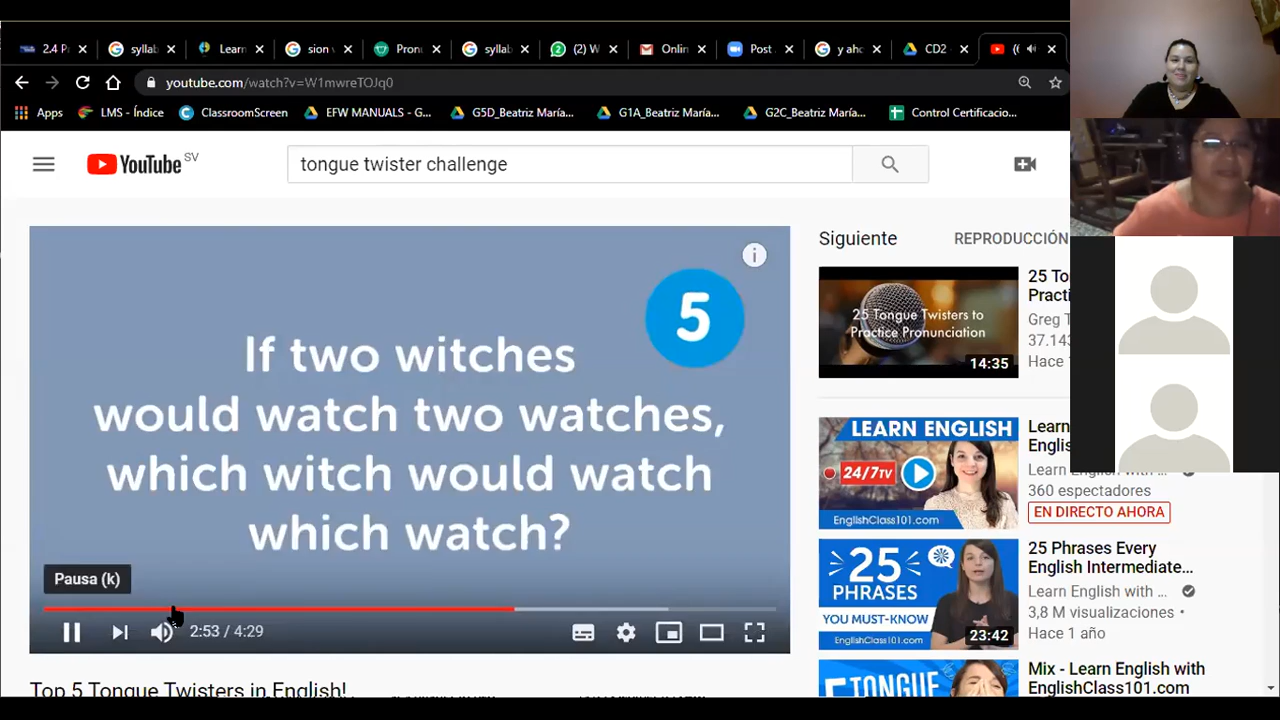 2.4 P
syllab
Learn
sion v
Pron
syllab
2 (2) W
Onlin
Post
y aho
CD2
youtube.com/watch?v=W1mwreTOJq0
Apps LMS - Índice ClassroomScreen EFW MANUALS - G... G5D_Beatriz María... G1A_Beatriz María... G2C_Beatriz María... Control Certificacio...
YouTube SV
tongue twister challenge
5
i
If two witches
would watch two watches,
which witch would watch
which watch?
Pausa (k)
2:53 / 4:29
Top 5 Tongue Twisters in English!
Siguiente REPRODUCCIÓN
25 Tongue Twisters to
Practice Pronunciation
14:35
25 To
Practi
Greg T
37.143
Hace 1
LEARN ENGLISH
24/7TV
EnglishClass101.com
Learn
Englis
Learn English with ...
360 espectadores
EN DIRECTO AHORA
25
PHRASES
YOU MUST-KNOW
23:42
25 Phrases Every
English Intermediate...
Learn English with ...
3,8 M visualizaciones •
Hace 1 año
TONGUE
Mix - Learn English with
EnglishClass101.com